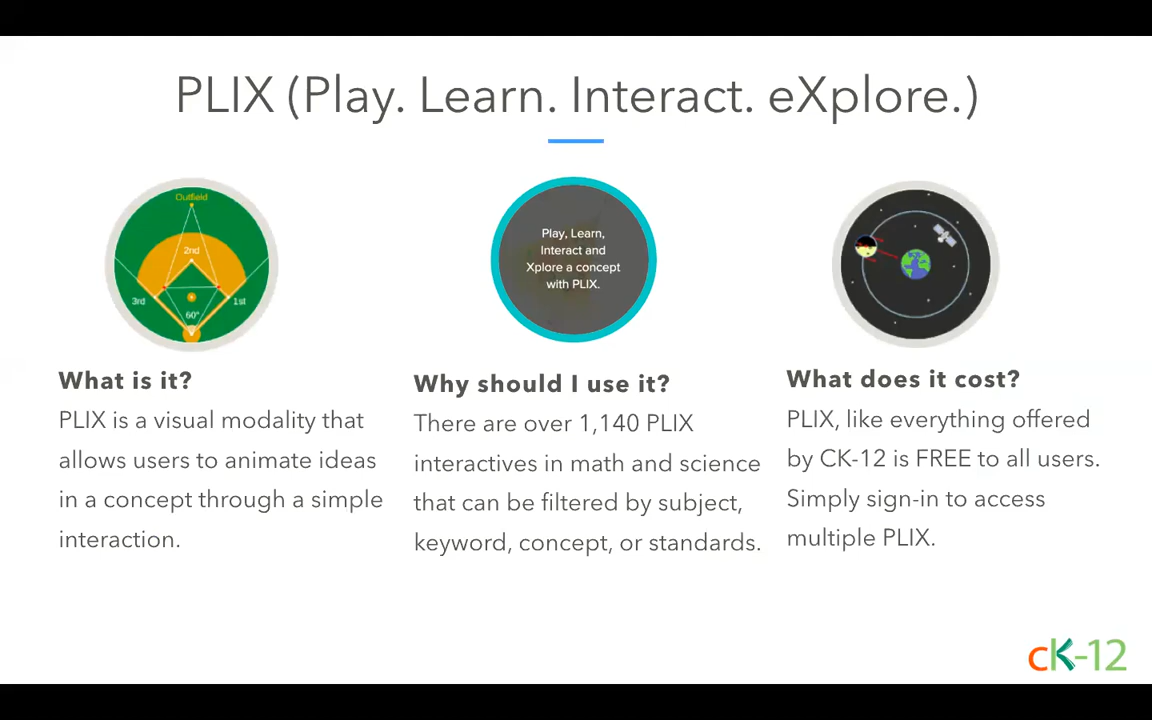 PLIX (Play. Learn. Interact. eXplore.)
Outfield
2nd
3rd
1st
60°
Play, Learn,
Interact and
Xplore a concept
with PLIX.
What is it?
PLIX is a visual modality that
allows users to animate ideas
in a concept through a simple
interaction.
Why should I use it?
There are over 1,140 PLIX
interactives in math and science
that can be filtered by subject,
keyword, concept, or standards.
What does it cost?
PLIX, like everything offered
by CK-12 is FREE to all users.
Simply sign-in to access
multiple PLIX.
cK-12